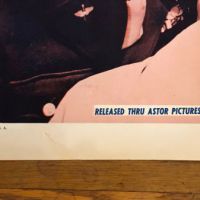 RELEASED THRU ASTOR PICTURES